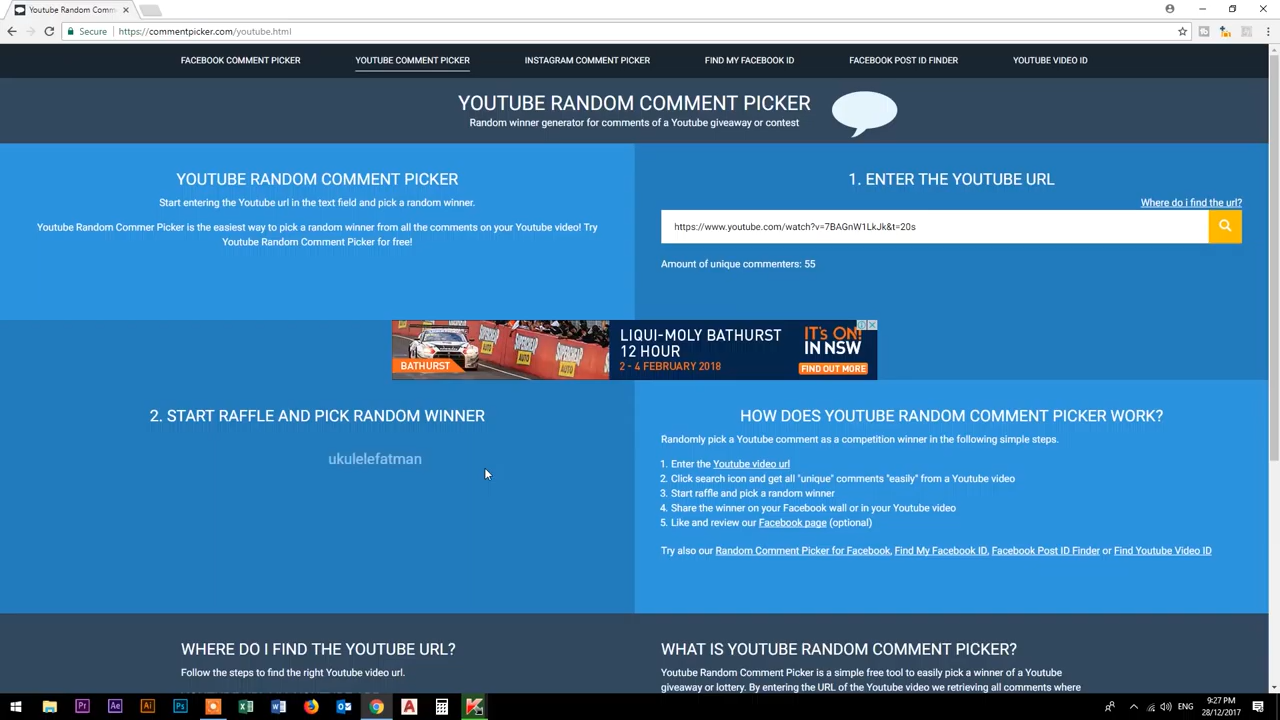 Youtube Random Comm
Secure
https://commentpicker.com/youtube.html
FACEBOOK COMMENT PICKER
YOUTUBE COMMENT PICKER
INSTAGRAM COMMENT PICKER
FIND MY FACEBOOK ID
FACEBOOK POST ID FINDER
YOUTUBE VIDEO ID
YOUTUBE RANDOM COMMENT PICKER
Random winner generator for comments of a Youtube giveaway or contest
YOUTUBE RANDOM COMMENT PICKER
Start entering the Youtube url in the text field and pick a random winner.
Youtube Random Commer Picker is the easiest way to pick a random winner from all the comments on your Youtube video! Try
Youtube Random Comment Picker for free!
1. ENTER THE YOUTUBE URL
Where do i find the url?
https://www.youtube.com/watch?v=7BAGnW1LkJk&t=20s
Amount of unique commenters: 55
SUPERCHEAP
AUTO
BATHURST
LIQUI-MOLY BATHURST
12 HOUR
2 - 4 FEBRUARY 2018
IT'S ON!
IN NSW
FIND OUT MORE
2. START RAFFLE AND PICK RANDOM WINNER
ukulelefatman
HOW DOES YOUTUBE RANDOM COMMENT PICKER WORK?
Randomly pick a Youtube comment as a competition winner in the following simple steps.
1. Enter the Youtube video url
2. Click search icon and get all "unique" comments "easily" from a Youtube video
3. Start raffle and pick a random winner
4. Share the winner on your Facebook wall or in your Youtube video
5. Like and review our Facebook page (optional)
Try also our Random Comment Picker for Facebook, Find My Facebook ID, Facebook Post ID Finder or Find Youtube Video ID
WHERE DO I FIND THE YOUTUBE URL?
Follow the steps to find the right Youtube video url.
WHAT IS YOUTUBE RANDOM COMMENT PICKER?
Youtube Random Comment Picker is a simple free tool to easily pick a winner of a Youtube
giveaway or lottery. By entering the URL of the Youtube video we retrieving all comments where
Pr
Ae
Ai
Ps
ENG
9:27 PM
28/12/2017